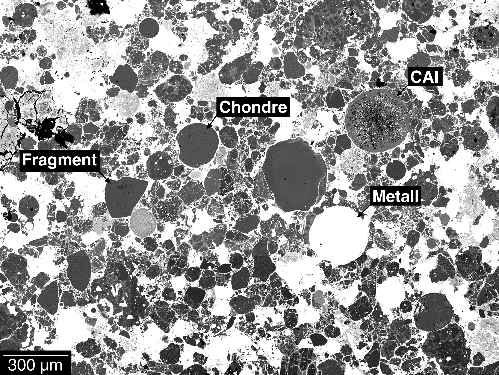 CAI
Chondre
Fragment
Metall
300 µm